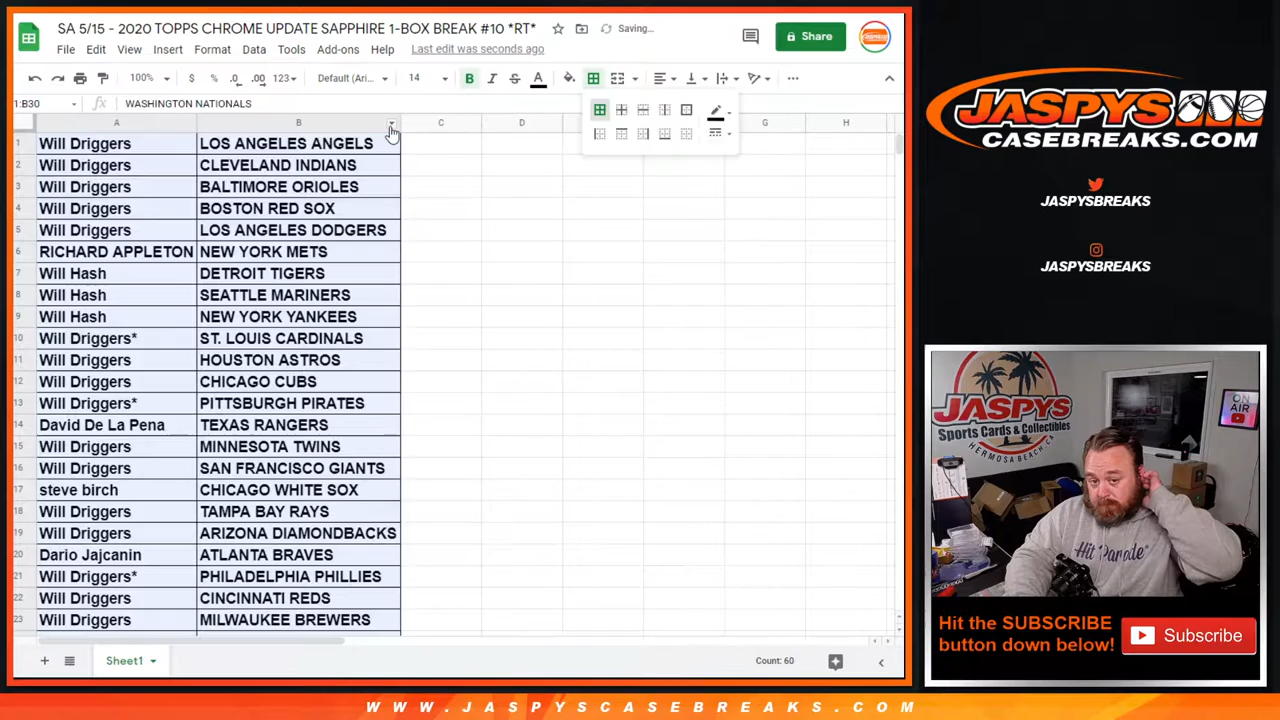 SA 5/15 - 2020 TOPPS CHROME UPDATE SAPPHIRE 1-BOX BREAK #10 *RT*
Saving...
Share
File Edit View Insert Format Data Tools Add-ons Help Last edit was seconds ago
100% $ % .0 .00 123 Default (Ari... 14 B I S A
1:B30 fx WASHINGTON NATIONALS
A B C D E F G H
1 Will Driggers LOS ANGELES ANGELS
2 Will Driggers CLEVELAND INDIANS
3 Will Driggers BALTIMORE ORIOLES
4 Will Driggers BOSTON RED SOX
5 Will Driggers LOS ANGELES DODGERS
6 RICHARD APPLETON NEW YORK METS
7 Will Hash DETROIT TIGERS
8 Will Hash SEATTLE MARINERS
9 Will Hash NEW YORK YANKEES
10 Will Driggers* ST. LOUIS CARDINALS
11 Will Driggers HOUSTON ASTROS
12 Will Driggers CHICAGO CUBS
13 Will Driggers* PITTSBURGH PIRATES
14 David De La Pena TEXAS RANGERS
15 Will Driggers MINNESOTA TWINS
16 Will Driggers SAN FRANCISCO GIANTS
17 steve birch CHICAGO WHITE SOX
18 Will Driggers TAMPA BAY RAYS
19 Will Driggers ARIZONA DIAMONDBACKS
20 Dario Jajcanin ATLANTA BRAVES
21 Will Driggers* PHILADELPHIA PHILLIES
22 Will Driggers CINCINNATI REDS
23 Will Driggers MILWAUKEE BREWERS
Sheet1
Count: 60
JASPYS
CASEBREAKS.COM
JASPYSBREAKS
JASPYSBREAKS
JASPYS
Sports Cards & Collectibles
HERMOSA BEACH CA
ON
AIR
Hit Parade
Hit the SUBSCRIBE
button down below!
Subscribe
WWW.JASPYSCASEBREAKS.COM